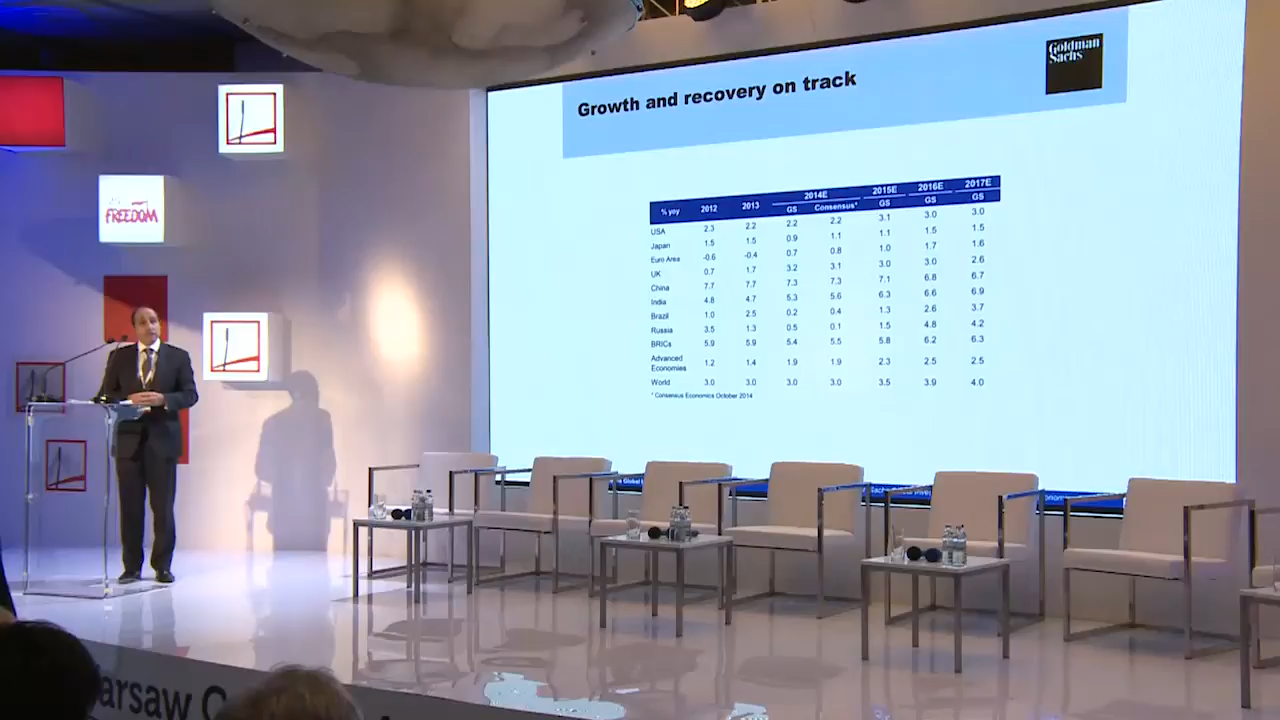 Growth and recovery on track
Goldman
Sachs
% yoy 2012 2013 2014E 2015E 2016E 2017E
GS Consensus* GS GS GS
USA 2.3 2.2 2.2 2.2 3.1 3.0 3.0
Japan 1.5 1.5 0.9 1.1 1.1 1.5 1.5
Euro Area -0.6 -0.4 0.7 0.8 1.0 1.7 1.6
UK 0.7 1.7 3.2 3.1 3.0 3.0 2.6
China 7.7 7.7 7.3 7.3 7.1 6.8 6.7
India 4.8 4.7 5.3 5.6 6.3 6.6 6.9
Brazil 1.0 2.5 0.2 0.4 1.3 2.6 3.7
Russia 3.5 1.3 0.5 0.1 1.5 4.8 4.2
BRICs 5.9 5.9 5.4 5.5 5.8 6.2 6.3
Advanced
Economies 1.2 1.4 1.9 1.9 2.3 2.5 2.5
World 3.0 3.0 3.0 3.0 3.5 3.9 4.0
* Consensus Economics October 2014
FREEDOM
Global
arsaw C